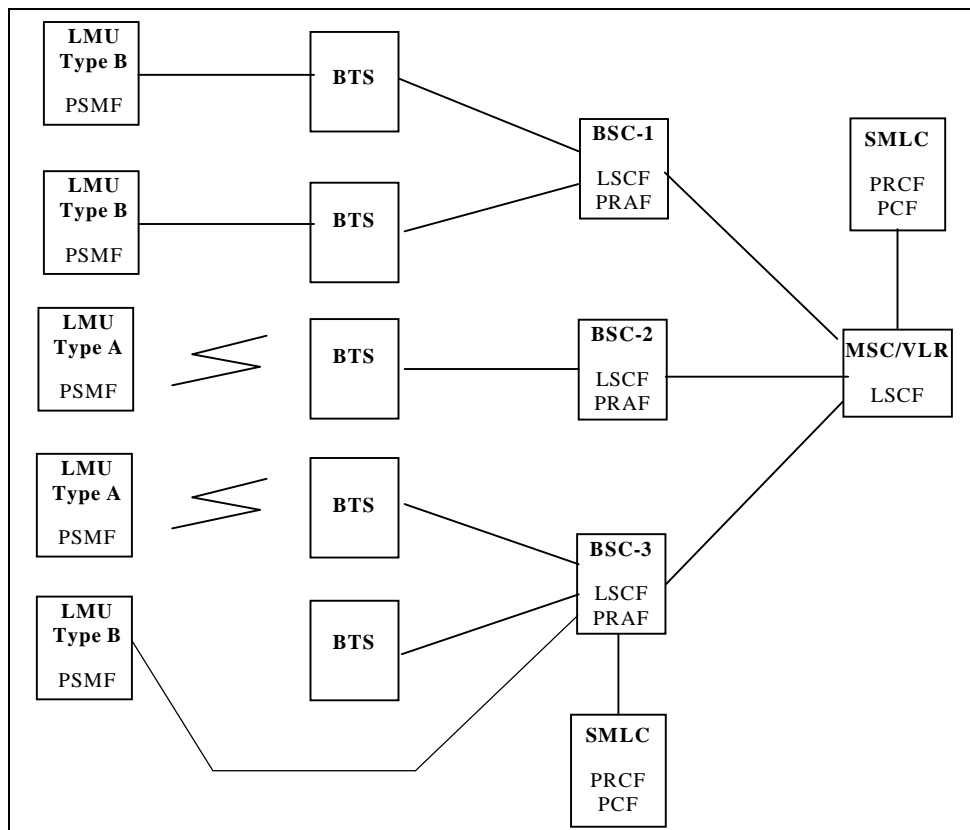 LMU
Type B
PSMF
BTS
BSC-1
LSCF
PRAF
SMLC
PRCF
PCF
LMU
Type B
PSMF
BTS
LMU
Type A
PSMF
BTS
BSC-2
LSCF
PRAF
MSC/VLR
LSCF
LMU
Type A
PSMF
BTS
BSC-3
LSCF
PRAF
LMU
Type B
PSMF
BTS
SMLC
PRCF
PCF